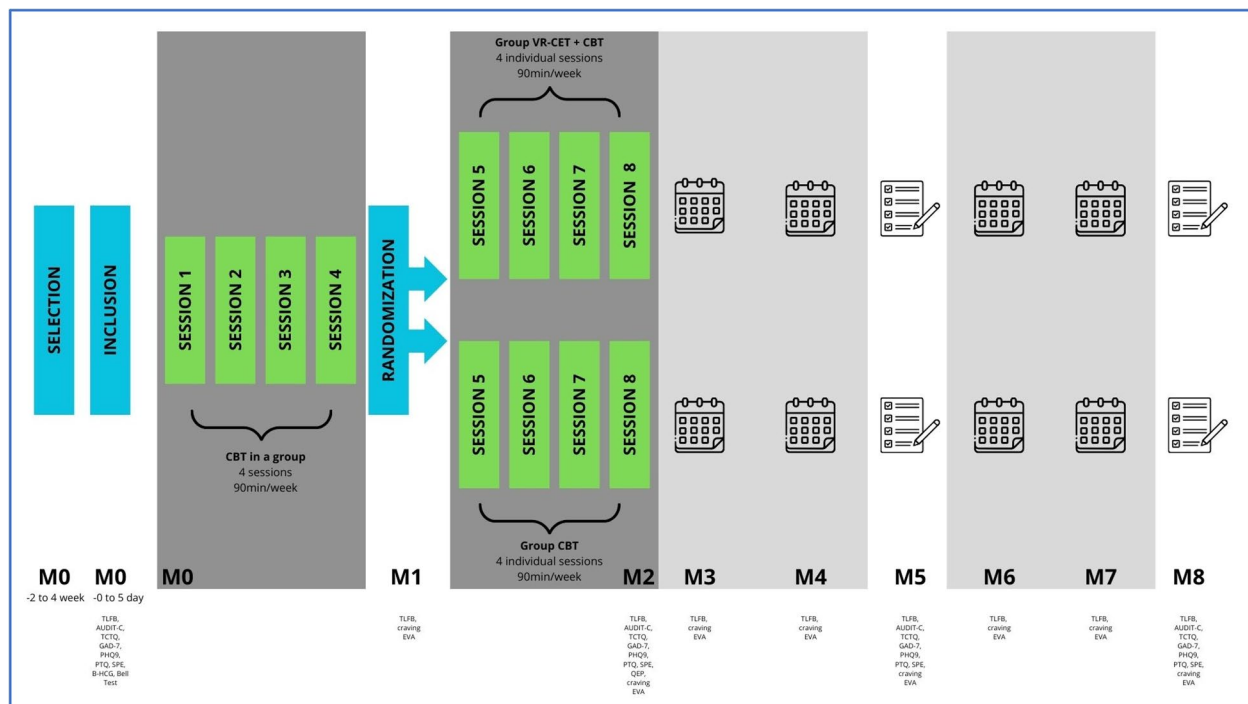 Group VR-CET + CBT
4 individual sessions
90min/week
SESSION 5
SESSION 6
SESSION 7
SESSION 8
SELECTION
INCLUSION
SESSION 1
SESSION 2
SESSION 3
SESSION 4
RANDOMIZATION
CBT in a group
4 sessions
90min/week
SESSION 5
SESSION 6
SESSION 7
SESSION 8
Group CBT
4 individual sessions
90min/week
M0
-2 to 4 week
M0
-0 to 5 day
M0
M1
M2
M3
M4
M5
M6
M7
M8
TLFB,
AUDIT-C,
TCTQ,
GAD-7,
PHQ9,
PTQ, SPE,
B-HCG, Bell
Test
TLFB,
craving
EVA
TLFB,
AUDIT-C,
TCTQ,
GAD-7,
PHQ9,
PTQ, SPE,
QEP,
craving
EVA
TLFB,
craving
EVA
TLFB,
craving
EVA
TLFB,
AUDIT-C,
TCTQ,
GAD-7,
PHQ9,
PTQ, SPE,
craving
EVA
TLFB,
craving
EVA
TLFB,
craving
EVA
TLFB,
AUDIT-C,
TCTQ,
GAD-7,
PHQ9,
PTQ, SPE,
craving
EVA